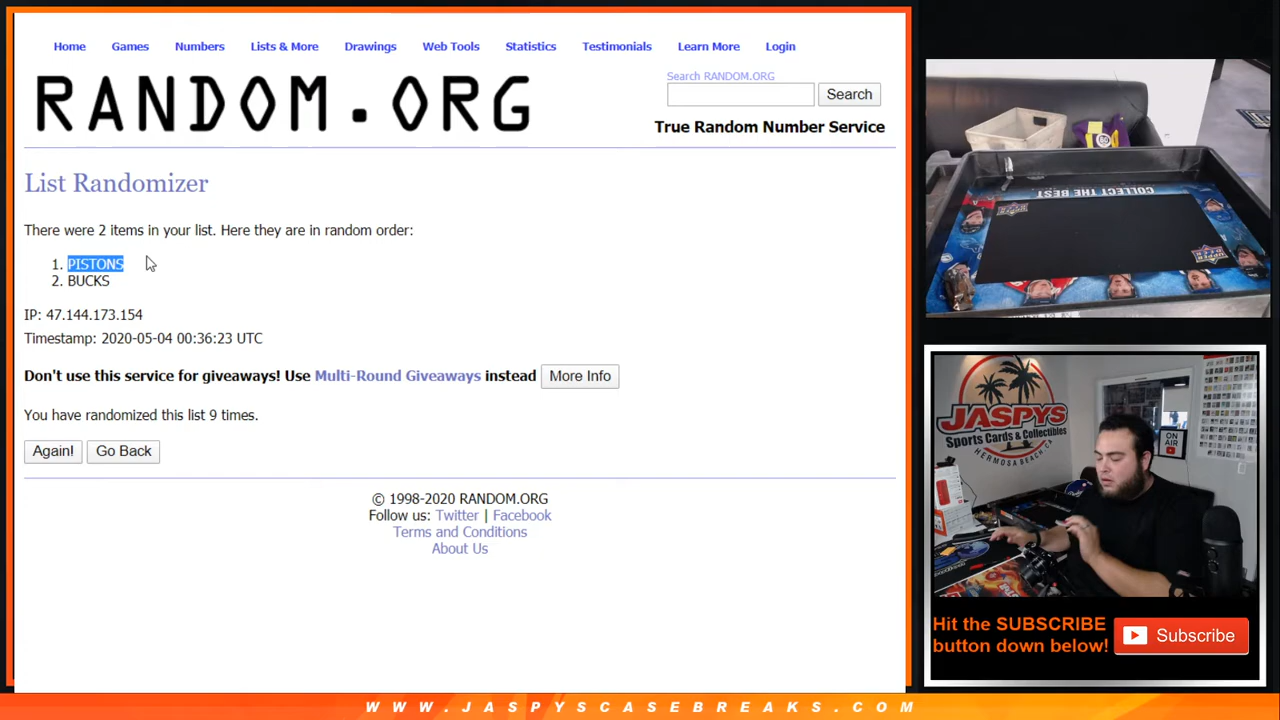 Home Games Numbers Lists & More Drawings Web Tools Statistics Testimonials Learn More Login
RANDOM.ORG
Search RANDOM.ORG
Search
True Random Number Service
List Randomizer
There were 2 items in your list. Here they are in random order:
1. PISTONS
2. BUCKS
IP: 47.144.173.154
Timestamp: 2020-05-04 00:36:23 UTC
Don't use this service for giveaways! Use Multi-Round Giveaways instead More Info
You have randomized this list 9 times.
Again! Go Back
© 1998-2020 RANDOM.ORG
Follow us: Twitter | Facebook
Terms and Conditions
About Us
COLLECT THE BEST
JASPYS
Sports Cards & Collectibles
HERMOSA BEACH CA
ON
AIR
Hit the SUBSCRIBE
button down below!
Subscribe
WWW.JASPYSCASEBREAKS.COM